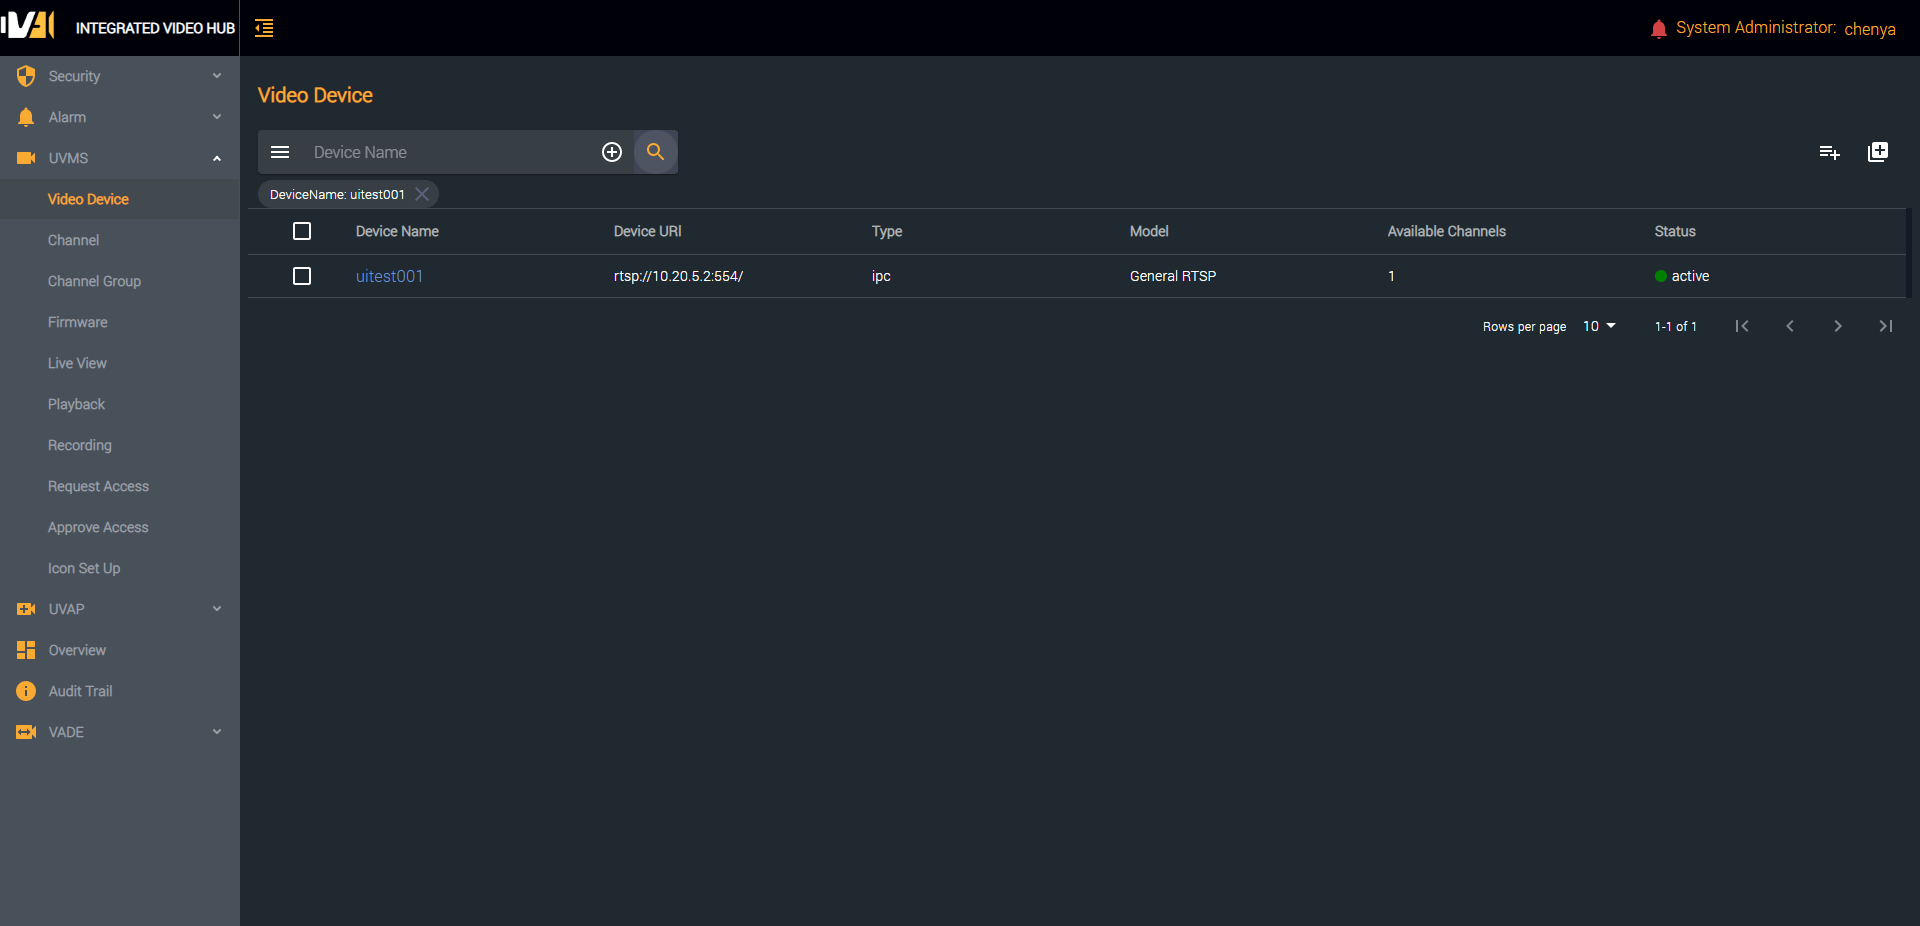 IVH INTEGRATED VIDEO HUB
System Administrator: chenya
Security
Alarm
UVMS
Video Device
Channel
Channel Group
Firmware
Live View
Playback
Recording
Request Access
Approve Access
Icon Set Up
UVAP
Overview
Audit Trail
VADE
Video Device
Device Name
DeviceName: uitest001
Device Name Device URI Type Model Available Channels Status
uitest001 rtsp://10.20.5.2:554/ ipc General RTSP 1 active
Rows per page 10 1-1 of 1